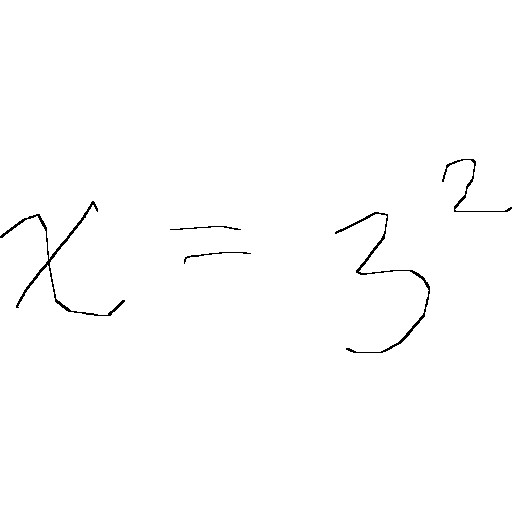 x = 3²